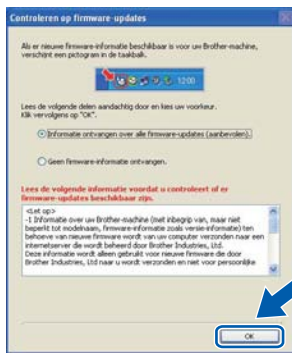 Controleren op firmware-updates
Als er nieuwe firmware-informatie beschikbaar is voor uw Brother-machine,
verschijnt een pictogram in de taakbalk.
12:00
Lees de volgende delen aandachtig door en kies uw voorkeur.
Klik vervolgens op "OK".
Informatie ontvangen over alle firmware-updates (aanbevolen).
Geen firmware-informatie ontvangen.
Lees de volgende informatie voordat u controleert of er
firmware-updates beschikbaar zijn.
<Let op>
-1 Informatie over uw Brother-machine (met inbegrip van, maar niet
beperkt tot modelnaam, firmware-informatie zoals versie-informatie) ten
behoeve van nieuwe firmware wordt van uw computer verzonden naar een
internetserver die wordt beheerd door Brother Industries, Ltd.
Deze informatie wordt alleen gebruikt voor nieuwe firmware die door
Brother Industries, Ltd naar u wordt verzonden en niet voor persoonlijke
OK